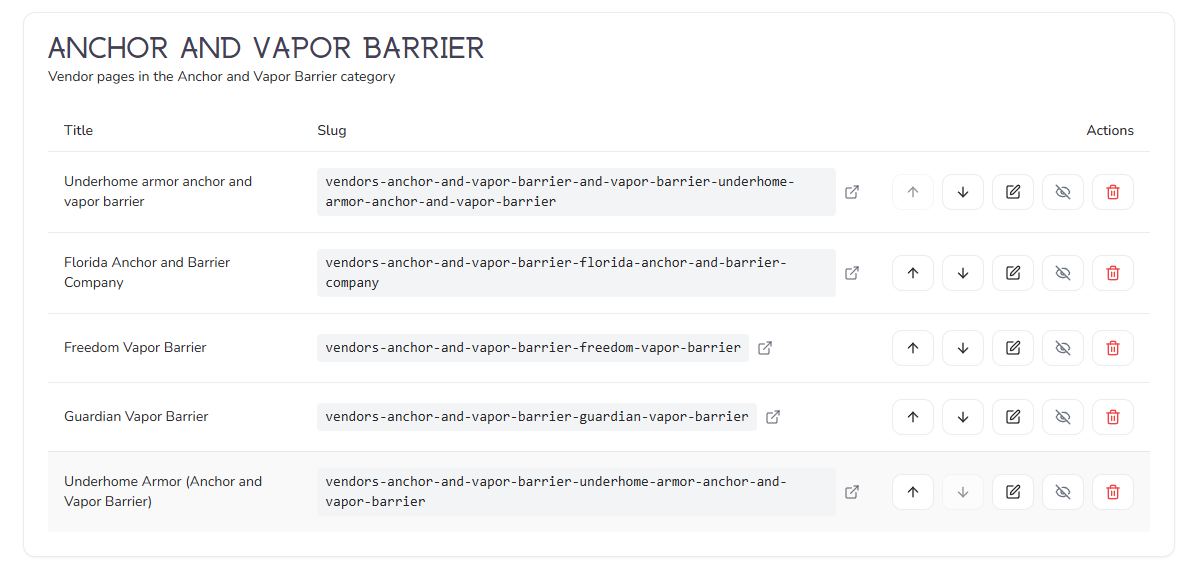 ANCHOR AND VAPOR BARRIER
Vendor pages in the Anchor and Vapor Barrier category
Title Slug Actions
Underhome armor anchor and
vapor barrier
vendors-anchor-and-vapor-barrier-and-vapor-barrier-underhome-
armor-anchor-and-vapor-barrier
Florida Anchor and Barrier
Company
vendors-anchor-and-vapor-barrier-florida-anchor-and-barrier-
company
Freedom Vapor Barrier
vendors-anchor-and-vapor-barrier-freedom-vapor-barrier
Guardian Vapor Barrier
vendors-anchor-and-vapor-barrier-guardian-vapor-barrier
Underhome Armor (Anchor and
Vapor Barrier)
vendors-anchor-and-vapor-barrier-underhome-armor-anchor-and-
vapor-barrier